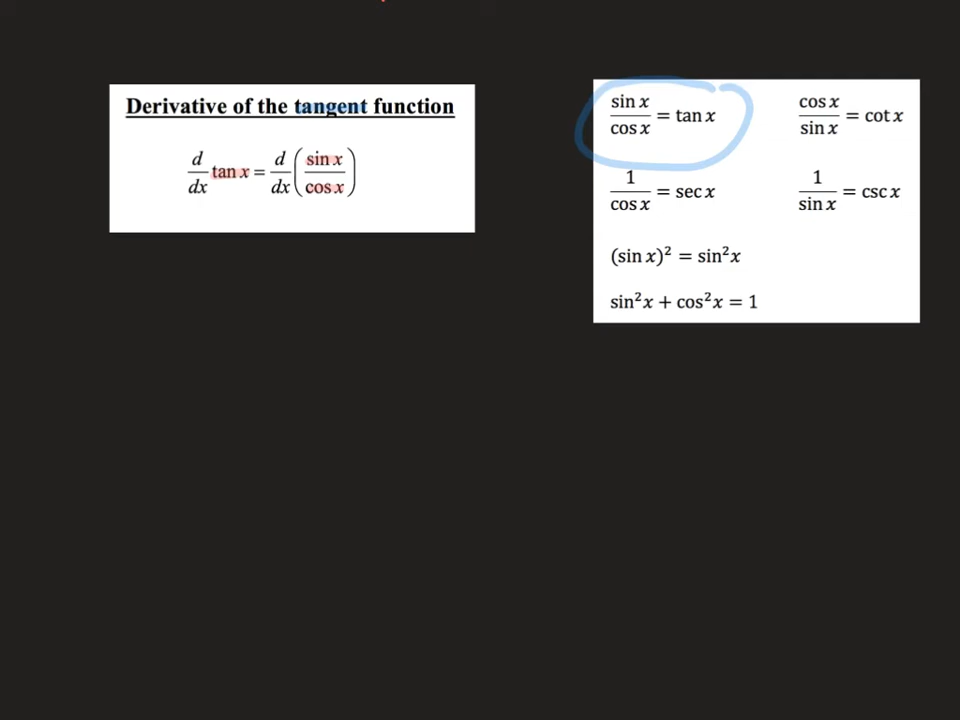 Derivative of the tangent function
d/dx tan x = d/dx (sin x/cos x)
sin x/cos x = tan x
cos x/sin x = cot x
1/cos x = sec x
1/sin x = csc x
(sin x)² = sin²x
sin²x + cos²x = 1